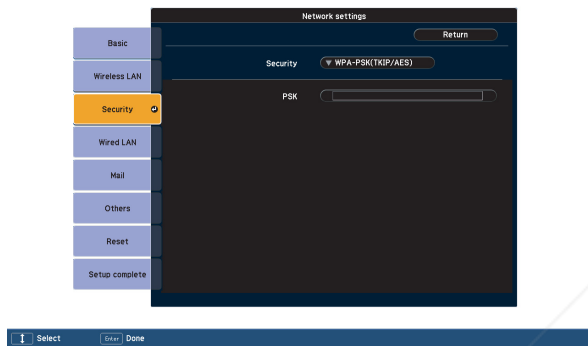 Network settings
Return
Basic
Security ▼ WPA-PSK(TKIP/AES)
Wireless LAN
PSK
Security
Wired LAN
Mail
Others
Reset
Setup complete
Select Enter Done